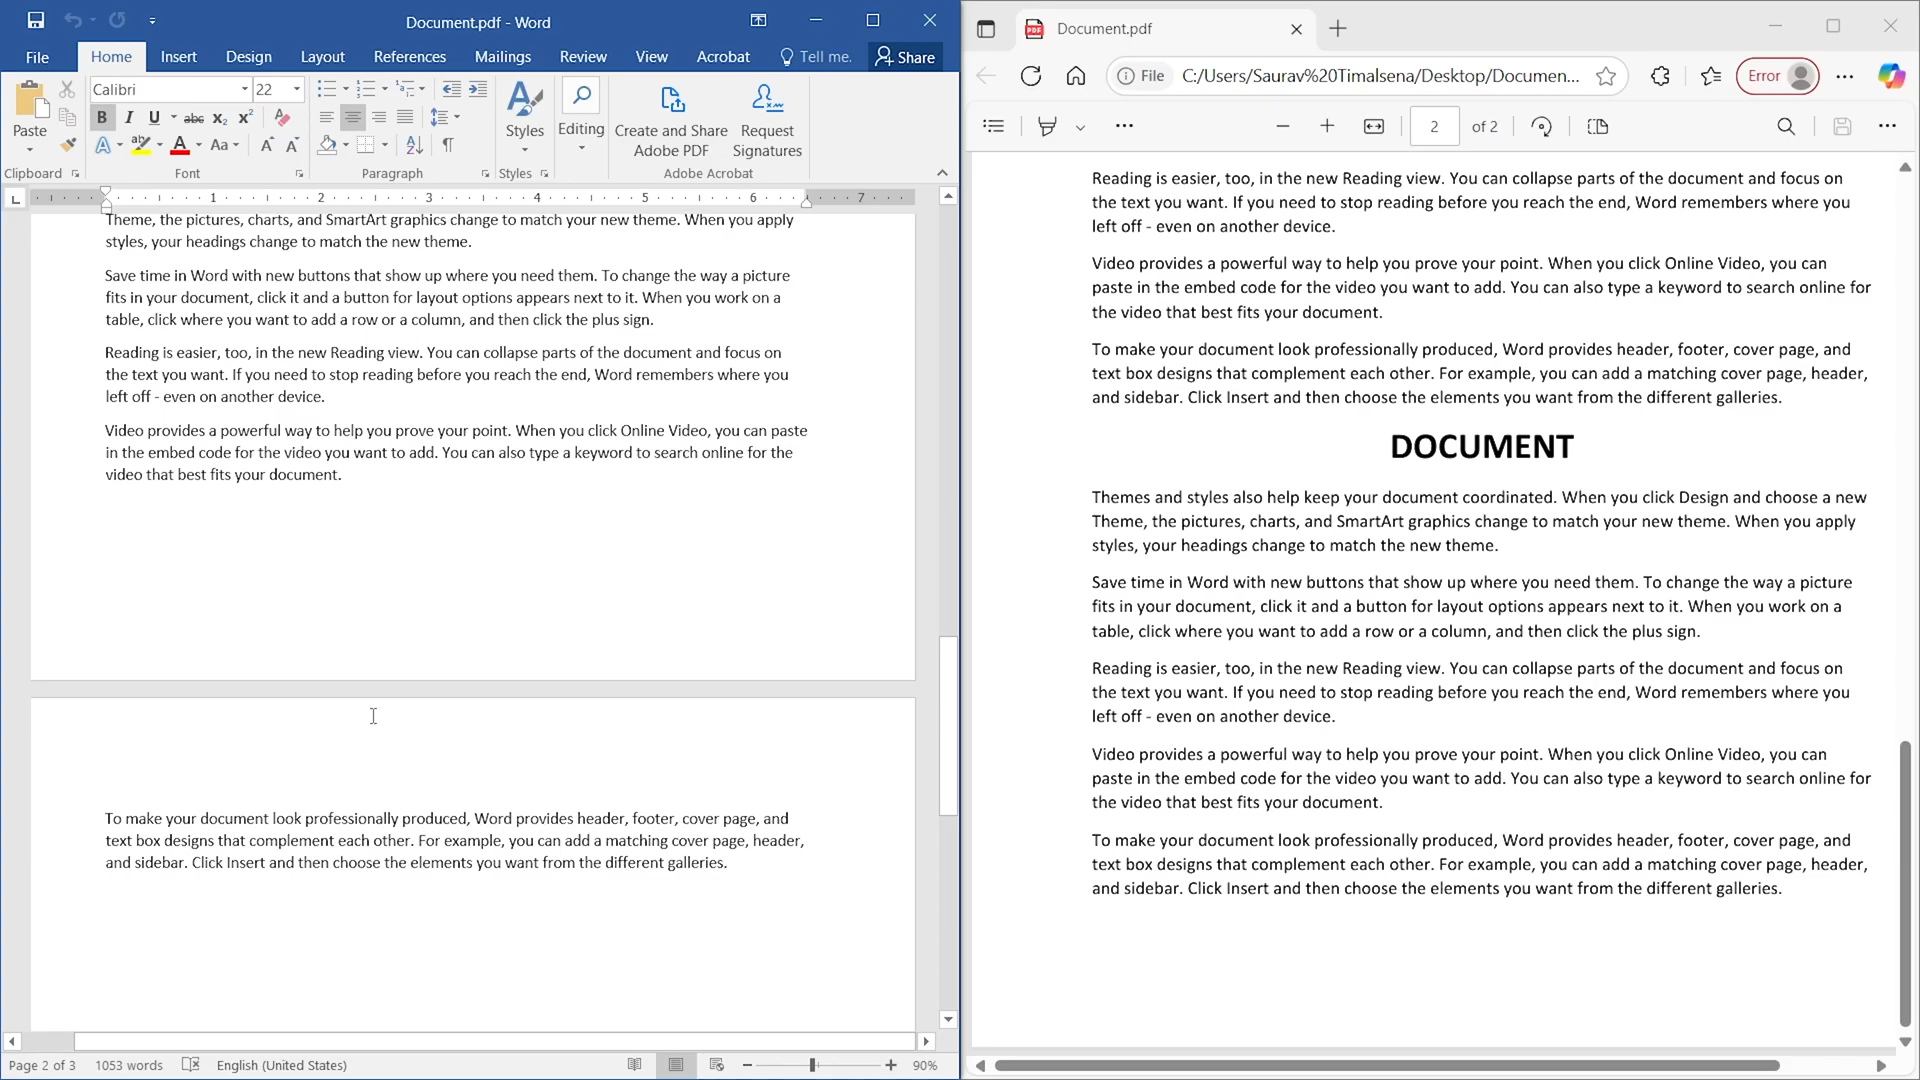 Document.pdf - Word
File Home Insert Design Layout References Mailings Review View Acrobat Tell me. Share
Paste
Clipboard
Calibri 22
B I U abc X₂ X²
A A Aa A A
Font
Paragraph
Styles
Styles
Editing
Create and Share
Adobe PDF
Request
Signatures
Adobe Acrobat
1 2 3 4 5 6 7
Theme, the pictures, charts, and SmartArt graphics change to match your new theme. When you apply
styles, your headings change to match the new theme.
Save time in Word with new buttons that show up where you need them. To change the way a picture
fits in your document, click it and a button for layout options appears next to it. When you work on a
table, click where you want to add a row or a column, and then click the plus sign.
Reading is easier, too, in the new Reading view. You can collapse parts of the document and focus on
the text you want. If you need to stop reading before you reach the end, Word remembers where you
left off - even on another device.
Video provides a powerful way to help you prove your point. When you click Online Video, you can paste
in the embed code for the video you want to add. You can also type a keyword to search online for the
video that best fits your document.
To make your document look professionally produced, Word provides header, footer, cover page, and
text box designs that complement each other. For example, you can add a matching cover page, header,
and sidebar. Click Insert and then choose the elements you want from the different galleries.
Page 2 of 3 1053 words English (United States) 90%
PDF Document.pdf
File C:/Users/Saurav%20Timalsena/Desktop/Documen... Error
2 of 2
Reading is easier, too, in the new Reading view. You can collapse parts of the document and focus on
the text you want. If you need to stop reading before you reach the end, Word remembers where you
left off - even on another device.
Video provides a powerful way to help you prove your point. When you click Online Video, you can
paste in the embed code for the video you want to add. You can also type a keyword to search online for
the video that best fits your document.
To make your document look professionally produced, Word provides header, footer, cover page, and
text box designs that complement each other. For example, you can add a matching cover page, header,
and sidebar. Click Insert and then choose the elements you want from the different galleries.
DOCUMENT
Themes and styles also help keep your document coordinated. When you click Design and choose a new
Theme, the pictures, charts, and SmartArt graphics change to match your new theme. When you apply
styles, your headings change to match the new theme.
Save time in Word with new buttons that show up where you need them. To change the way a picture
fits in your document, click it and a button for layout options appears next to it. When you work on a
table, click where you want to add a row or a column, and then click the plus sign.
Reading is easier, too, in the new Reading view. You can collapse parts of the document and focus on
the text you want. If you need to stop reading before you reach the end, Word remembers where you
left off - even on another device.
Video provides a powerful way to help you prove your point. When you click Online Video, you can
paste in the embed code for the video you want to add. You can also type a keyword to search online for
the video that best fits your document.
To make your document look professionally produced, Word provides header, footer, cover page, and
text box designs that complement each other. For example, you can add a matching cover page, header,
and sidebar. Click Insert and then choose the elements you want from the different galleries.